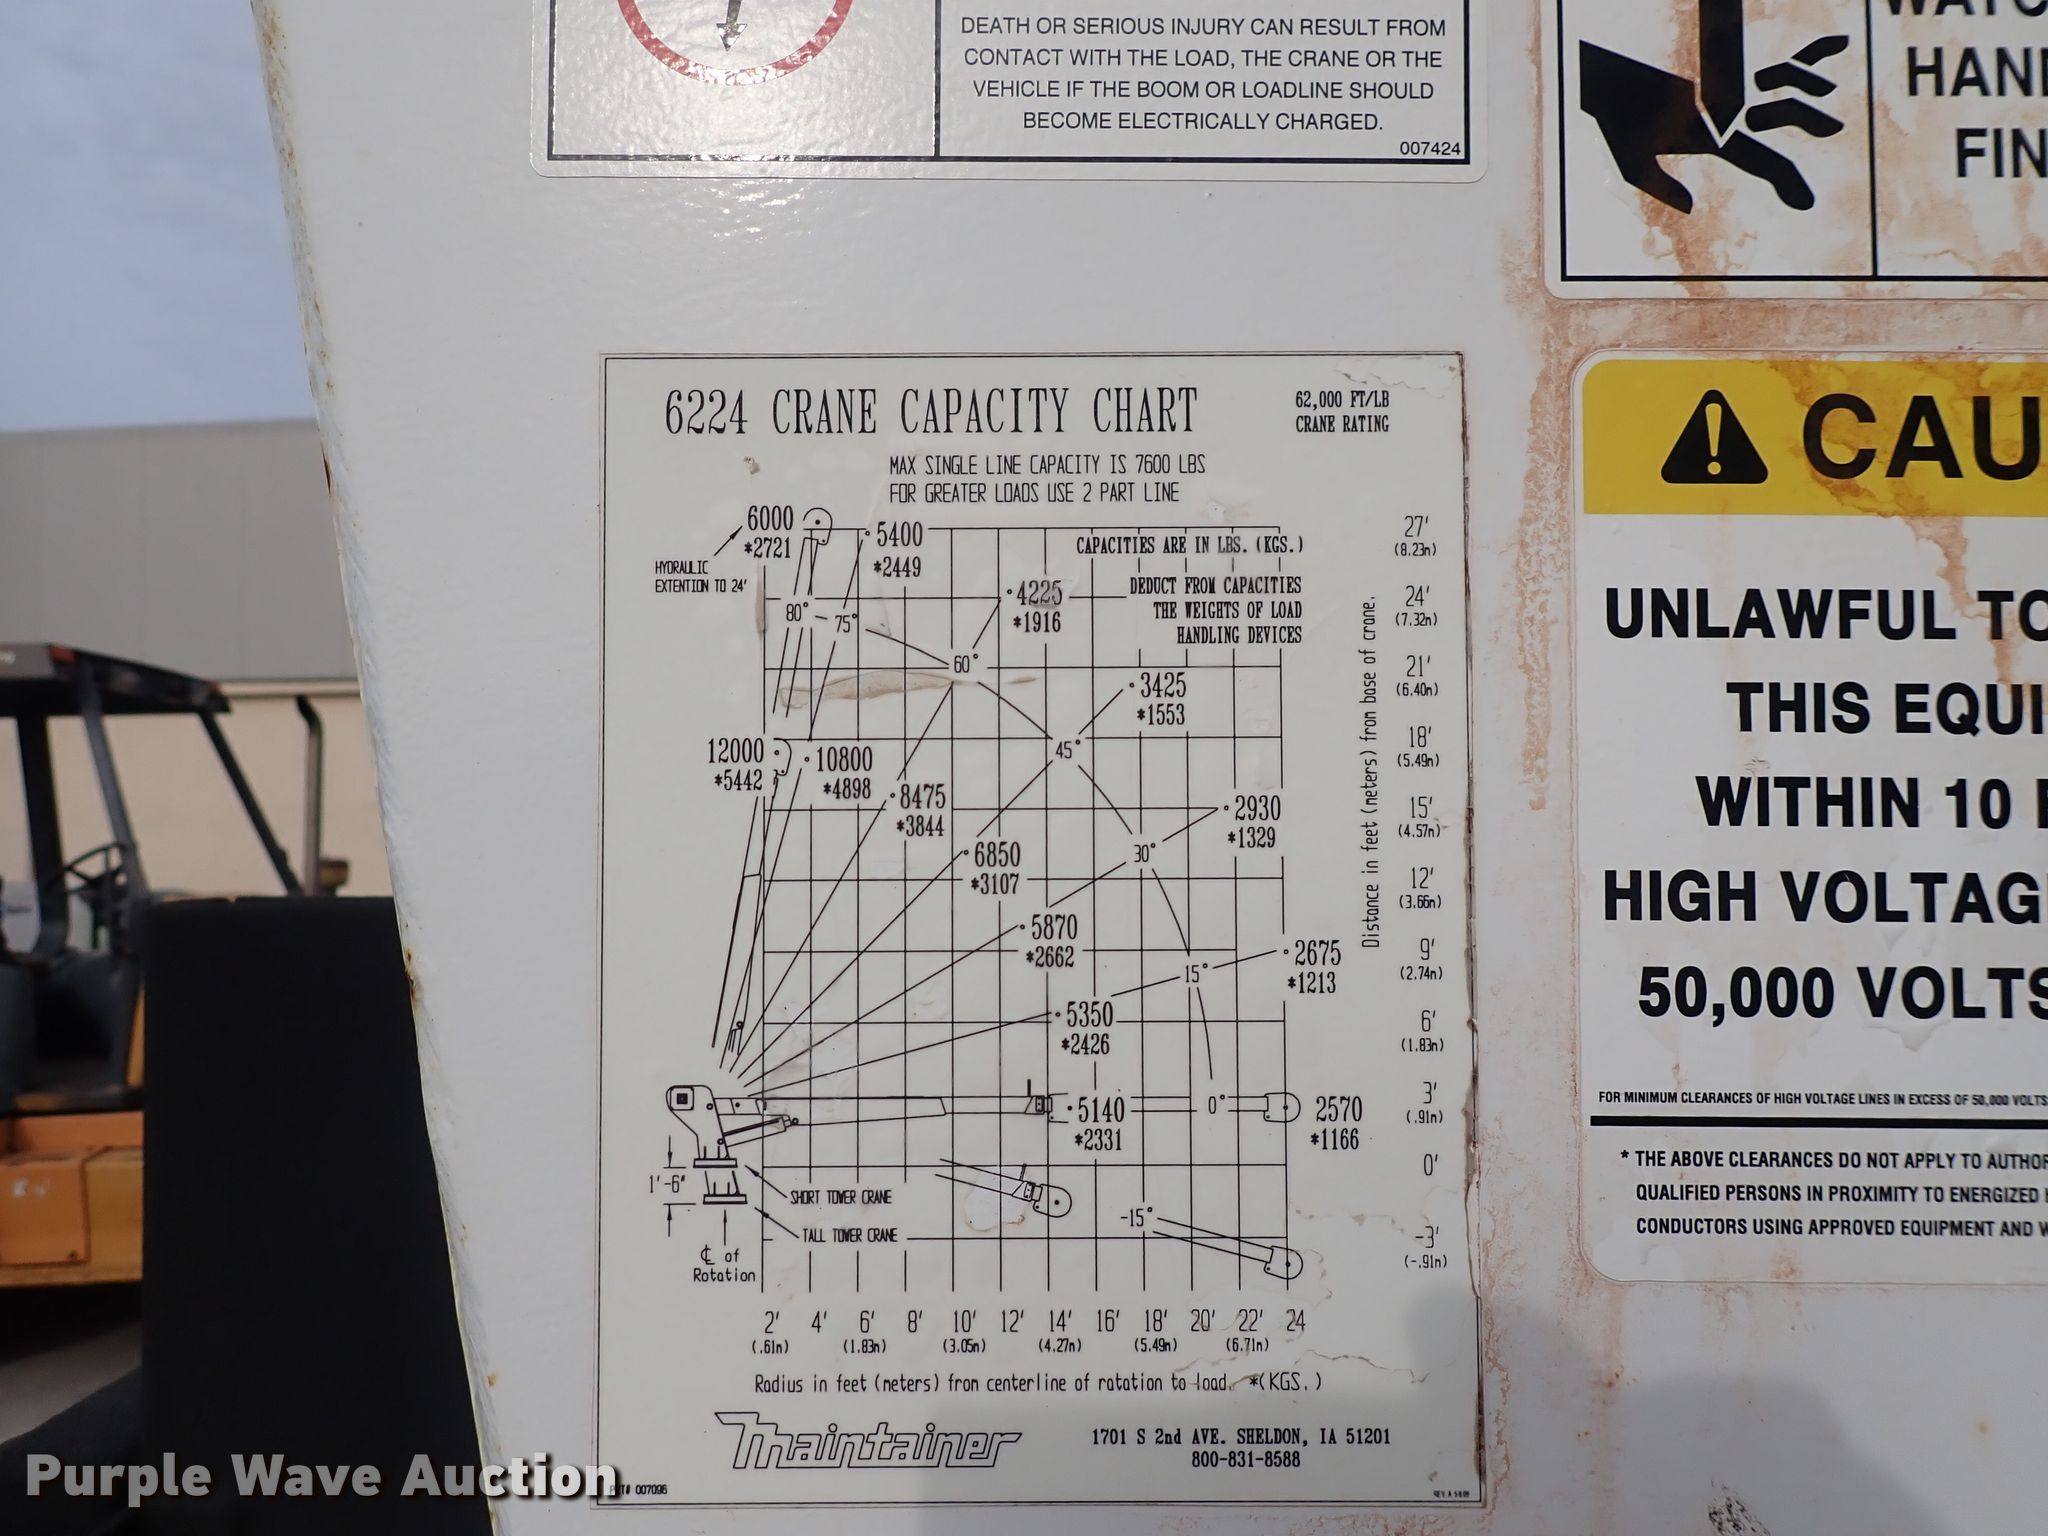 DEATH OR SERIOUS INJURY CAN RESULT FROM
CONTACT WITH THE LOAD, THE CRANE OR THE
VEHICLE IF THE BOOM OR LOADLINE SHOULD
BECOME ELECTRICALLY CHARGED.
007424
HAN
FIN
6224 CRANE CAPACITY CHART
62,000 FT/LB
CRANE RATING
MAX SINGLE LINE CAPACITY IS 7600 LBS
FOR GREATER LOADS USE 2 PART LINE
6000
*2721
HYDRAULIC
EXTENTION TO 24'
5400
*2449
CAPACITIES ARE IN LBS. (KGS.)
DEDUCT FROM CAPACITIES
THE WEIGHTS OF LOAD
HANDLING DEVICES
4225
*1916
80°
75°
60°
3425
*1553
45°
12000
*5442
10800
*4898
8475
*3844
2930
*1329
30°
6850
*3107
5870
*2662
2675
*1213
15°
5350
*2426
5140
*2331
0°
2570
*1166
-15°
1'-6"
SHORT TOWER CRANE
TALL TOWER CRANE
℄ of
Rotation
Distance in feet (meters) from base of crane.
27'
(8.23m)
24'
(7.32m)
21'
(6.40m)
18'
(5.49m)
15'
(4.57m)
12'
(3.66m)
9'
(2.74m)
6'
(1.83m)
3'
(.91m)
0'
-3'
(-.91m)
2' 4' 6' 8' 10' 12' 14' 16' 18' 20' 22' 24
(.61m) (1.83m) (3.05m) (4.27m) (5.49m) (6.71m)
Radius in feet (meters) from centerline of rotation to load. *(KGS.)
Maintainer
1701 S 2nd AVE. SHELDON, IA 51201
800-831-8588
007096
CAU
UNLAWFUL TO
THIS EQUI
WITHIN 10
HIGH VOLTAG
50,000 VOLTS
FOR MINIMUM CLEARANCES OF HIGH VOLTAGE LINES IN EXCESS OF 50,000 VOLTS
* THE ABOVE CLEARANCES DO NOT APPLY TO AUTHOR
QUALIFIED PERSONS IN PROXIMITY TO ENERGIZED
CONDUCTORS USING APPROVED EQUIPMENT AND W
Purple Wave Auction